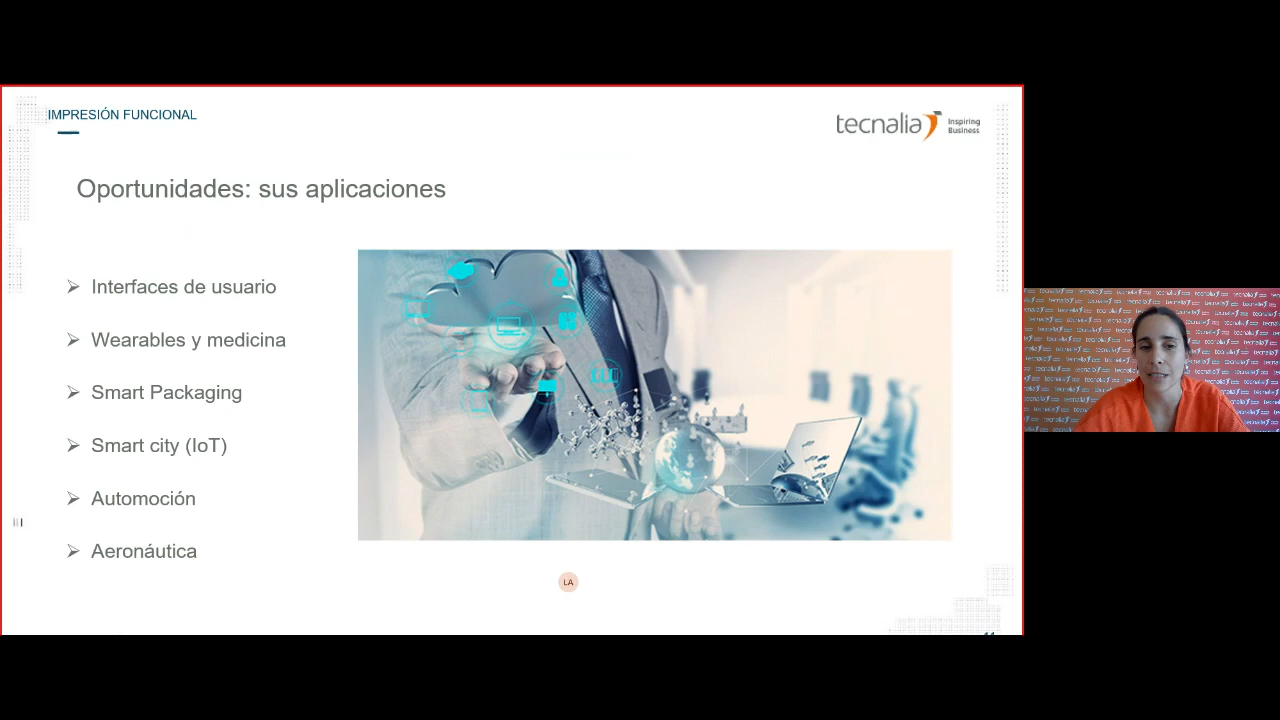 IMPRESIÓN FUNCIONAL
tecnalia Inspiring
Business
Oportunidades: sus aplicaciones
Interfaces de usuario
Wearables y medicina
Smart Packaging
Smart city (IoT)
Automoción
Aeronáutica
LA